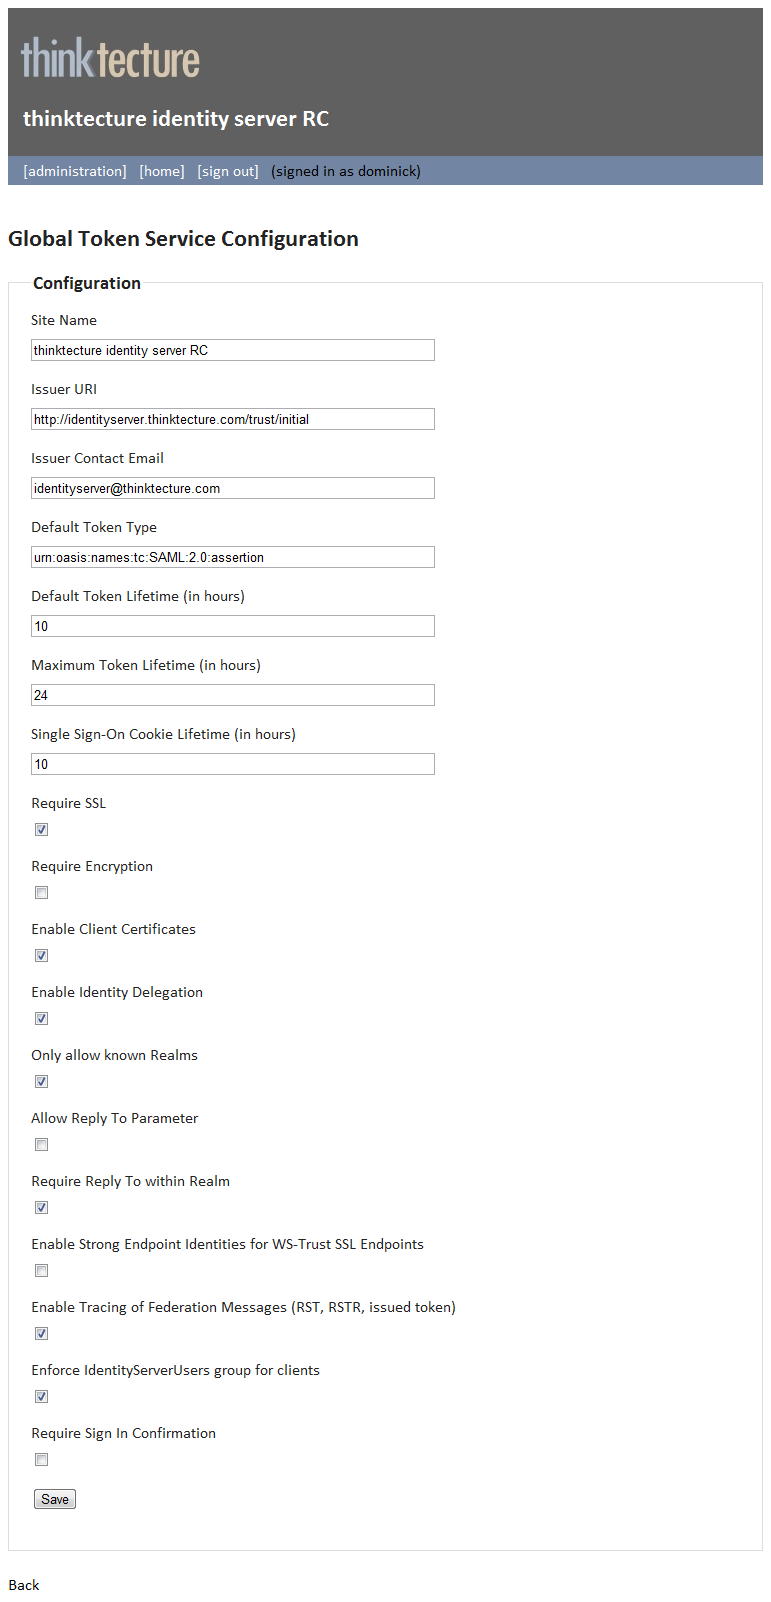 thinktecture
thinktecture identity server RC
[administration] [home] [sign out] (signed in as dominick)
Global Token Service Configuration
Configuration
Site Name
thinktecture identity server RC
Issuer URI
http://identityserver.thinktecture.com/trust/initial
Issuer Contact Email
identityserver@thinktecture.com
Default Token Type
urn:oasis:names:tc:SAML:2.0:assertion
Default Token Lifetime (in hours)
10
Maximum Token Lifetime (in hours)
24
Single Sign-On Cookie Lifetime (in hours)
10
Require SSL
Require Encryption
Enable Client Certificates
Enable Identity Delegation
Only allow known Realms
Allow Reply To Parameter
Require Reply To within Realm
Enable Strong Endpoint Identities for WS-Trust SSL Endpoints
Enable Tracing of Federation Messages (RST, RSTR, issued token)
Enforce IdentityServerUsers group for clients
Require Sign In Confirmation
Save
Back